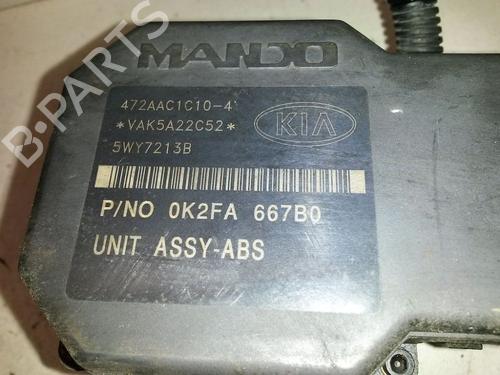 MANDO
472AAC1C10-4
*VAK5A22C52*
KIA
5WY7213B
P/NO 0K2FA 667B0
UNIT ASSY-ABS
B-PARTS